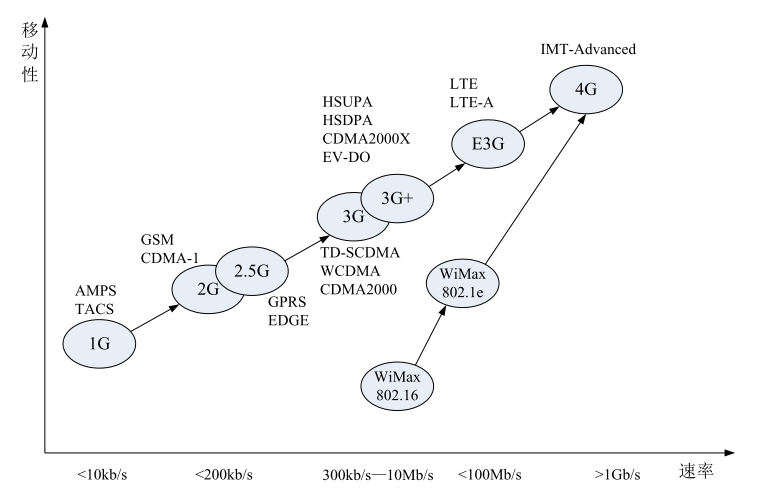 移
动
性
IMT-Advanced
4G
LTE
LTE-A
E3G
HSUPA
HSDPA
CDMA2000X
EV-DO
3G+
3G
TD-SCDMA
WCDMA
CDMA2000
GSM
CDMA-1
2.5G
2G
GPRS
EDGE
AMPS
TACS
1G
WiMax
802.1e
WiMax
802.16
<10kb/s
<200kb/s
300kb/s—10Mb/s
<100Mb/s
>1Gb/s
速率